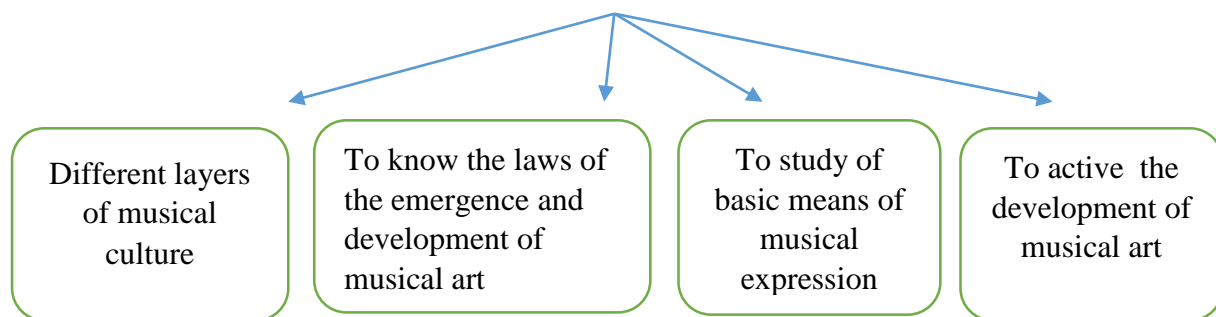 Different layers
of musical
culture
To know the laws of
the emergence and
development of
musical art
To study of
basic means of
musical
expression
To active the
development of
musical art